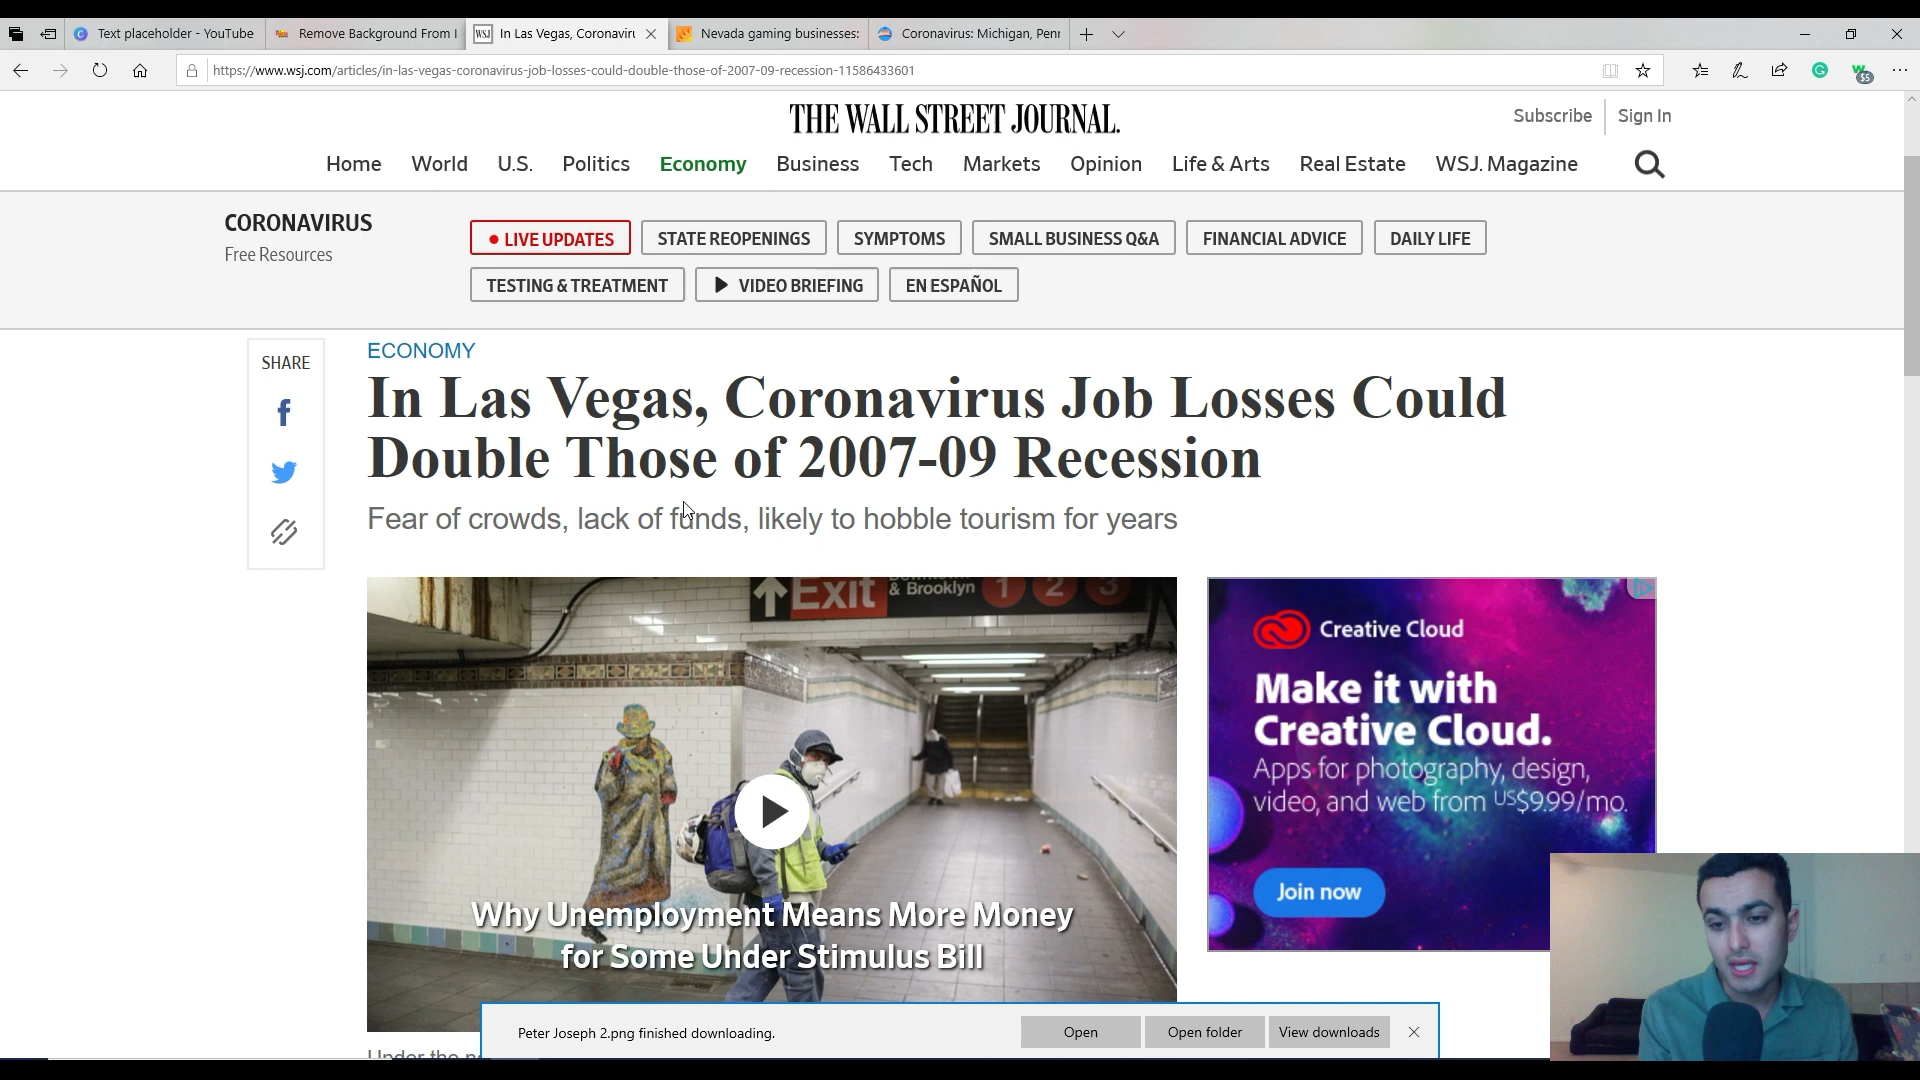 Text placeholder - YouTube
Remove Background From I
WSJ
In Las Vegas, Coronaviru
Nevada gaming businesses:
Coronavirus: Michigan, Penn
https://www.wsj.com/articles/in-las-vegas-coronavirus-job-losses-could-double-those-of-2007-09-recession-11586433601
$5
THE WALL STREET JOURNAL.
Subscribe
Sign In
Home World U.S. Politics Economy Business Tech Markets Opinion Life & Arts Real Estate WSJ. Magazine
CORONAVIRUS
Free Resources
LIVE UPDATES STATE REOPENINGS SYMPTOMS SMALL BUSINESS Q&A FINANCIAL ADVICE DAILY LIFE
TESTING & TREATMENT VIDEO BRIEFING EN ESPAÑOL
SHARE
ECONOMY
In Las Vegas, Coronavirus Job Losses Could
Double Those of 2007-09 Recession
Fear of crowds, lack of funds, likely to hobble tourism for years
Exit
& Brooklyn
1 2 3
Why Unemployment Means More Money
for Some Under Stimulus Bill
Creative Cloud
Make it with
Creative Cloud.
Apps for photography, design,
video, and web from US$9.99/mo.
Join now
Peter Joseph 2.png finished downloading.
Open
Open folder
View downloads
Under the